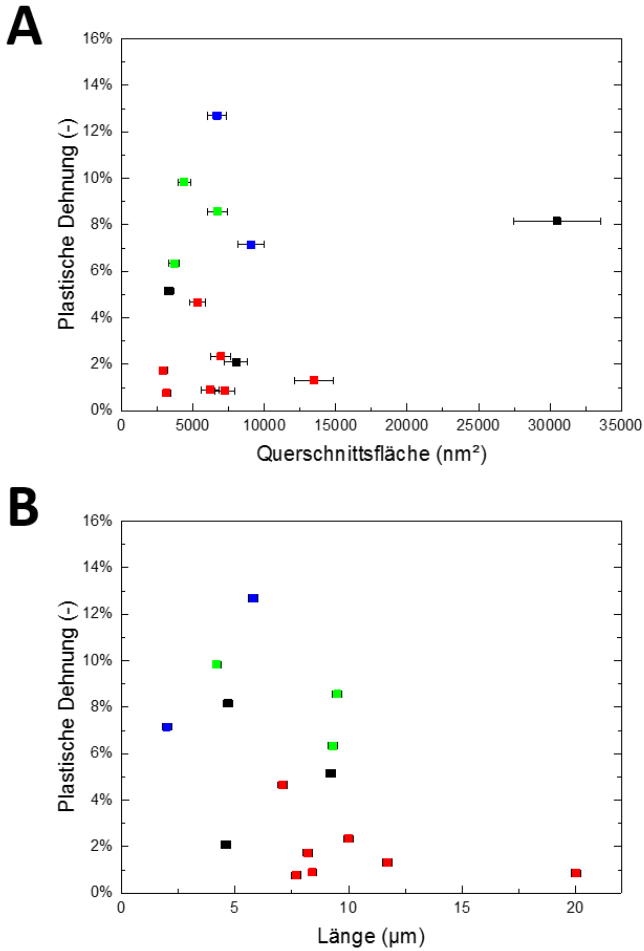 A
16%
14%
12%
10%
8%
6%
4%
2%
0%
Plastische Dehnung (-)
0 5000 10000 15000 20000 25000 30000 35000
Querschnittsfläche (nm²)
B
16%
14%
12%
10%
8%
6%
4%
2%
0%
Plastische Dehnung (-)
0 5 10 15 20
Länge (µm)